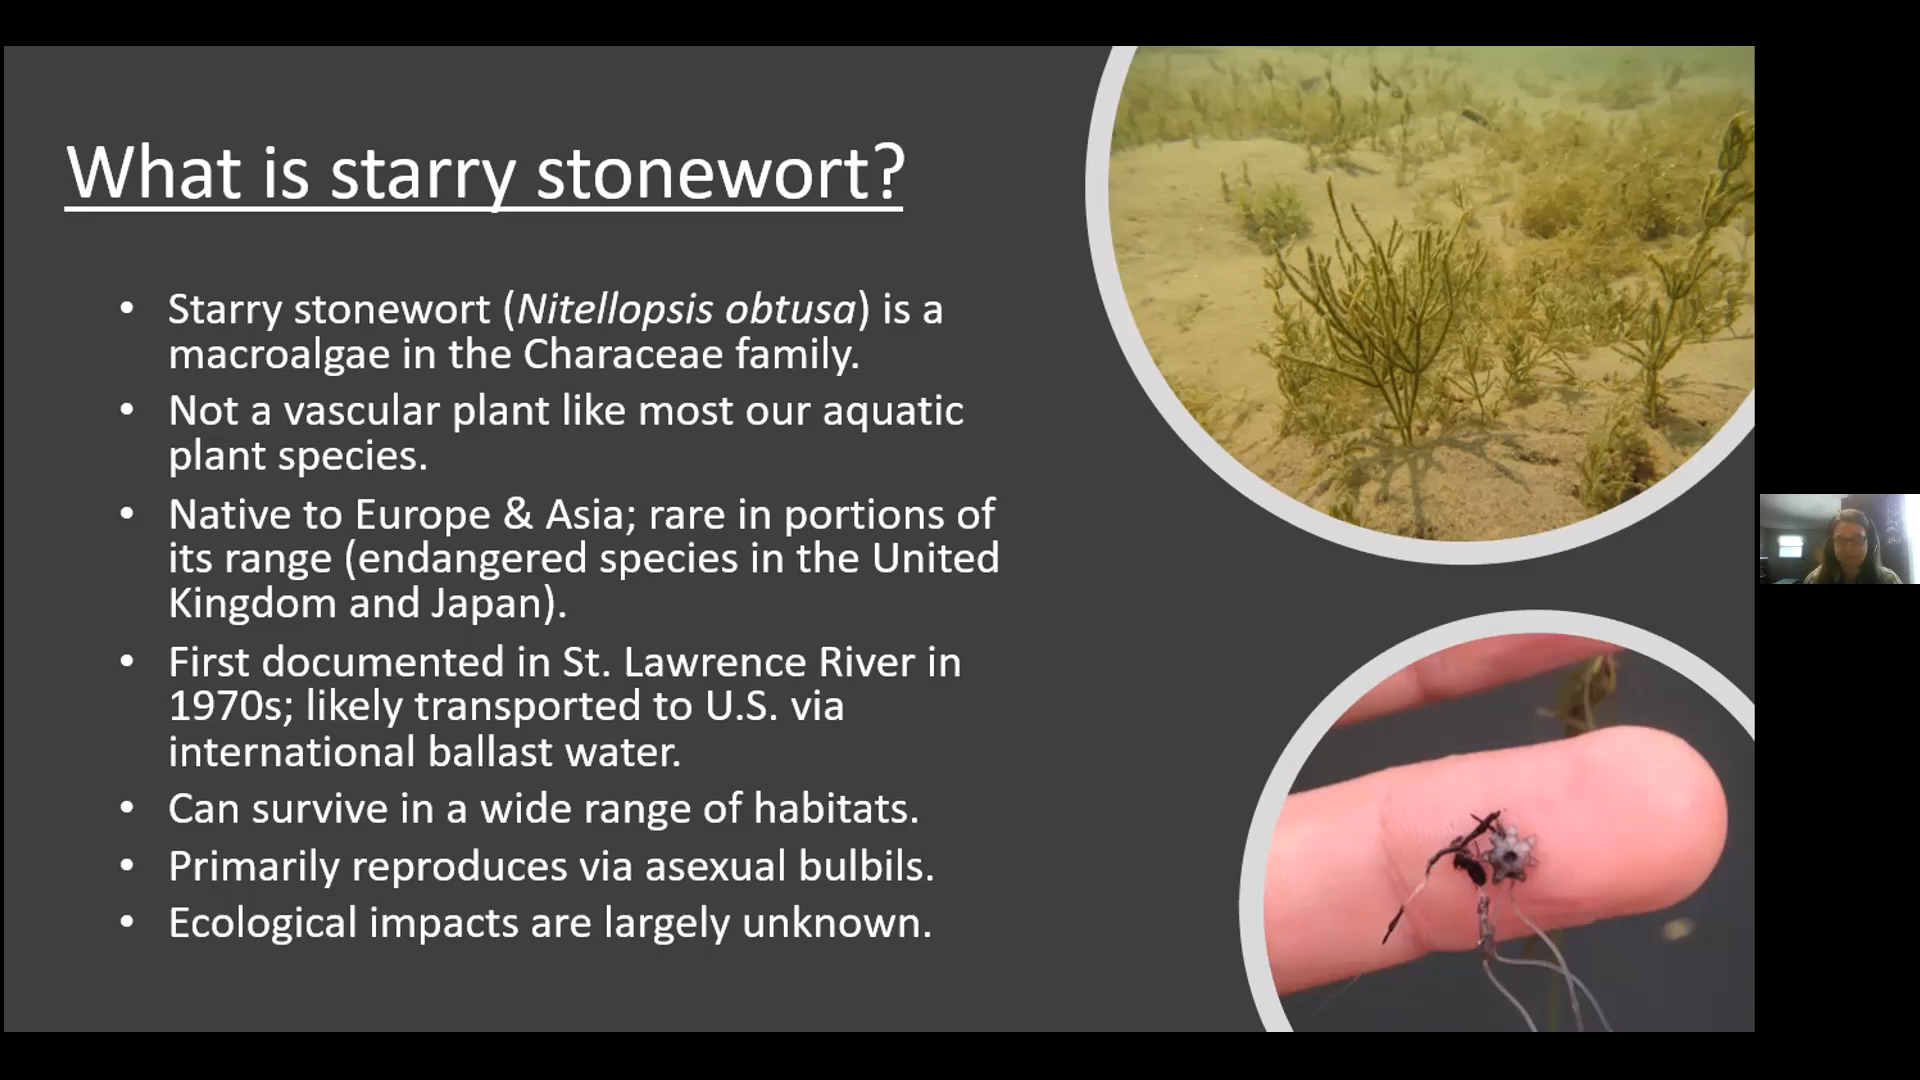 What is starry stonewort?
• Starry stonewort (Nitellopsis obtusa) is a
macroalgae in the Characeae family.
• Not a vascular plant like most our aquatic
plant species.
• Native to Europe & Asia; rare in portions of
its range (endangered species in the United
Kingdom and Japan).
• First documented in St. Lawrence River in
1970s; likely transported to U.S. via
international ballast water.
• Can survive in a wide range of habitats.
• Primarily reproduces via asexual bulbils.
• Ecological impacts are largely unknown.